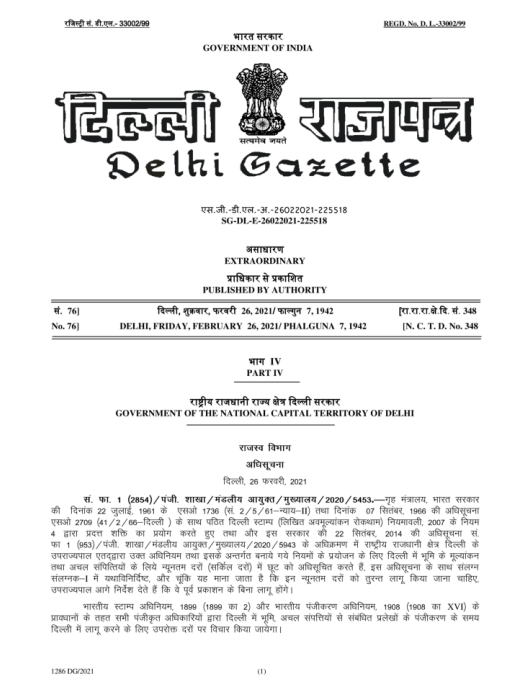 रजिस्ट्री सं. डी.एल.- 33002/99
REGD. No. D. L.-33002/99
भारत सरकार
GOVERNMENT OF INDIA
सत्यमेव जयते
दिल्ली राजपत्र
Delhi Gazette
एस.जी.-डी.एल.-अ.-26022021-225518
SG-DL-E-26022021-225518
असाधारण
EXTRAORDINARY
प्राधिकार से प्रकाशित
PUBLISHED BY AUTHORITY
सं. 76] दिल्ली, शुक्रवार, फरवरी 26, 2021/ फाल्गुन 7, 1942 [रा.रा.रा.क्षे.दि. सं. 348
No. 76] DELHI, FRIDAY, FEBRUARY 26, 2021/ PHALGUNA 7, 1942 [N. C. T. D. No. 348
भाग IV
PART IV
राष्ट्रीय राजधानी राज्य क्षेत्र दिल्ली सरकार
GOVERNMENT OF THE NATIONAL CAPITAL TERRITORY OF DELHI
राजस्व विभाग
अधिसूचना
दिल्ली, 26 फरवरी, 2021
सं. फा. 1 (2854)/पंजी. शाखा/मंडलीय आयुक्त/मुख्यालय/2020/5453.—गृह मंत्रालय, भारत सरकार
की दिनांक 22 जुलाई, 1961 के एसओ 1736 (सं. 2/5/61–न्याय–II) तथा दिनांक 07 सितंबर, 1966 की अधिसूचना
एसओ 2709 (41/2/66–दिल्ली ) के साथ पठित दिल्ली स्टाम्प (लिखित अवमूल्यांकन रोकथाम) नियमावली, 2007 के नियम
4 द्वारा प्रदत्त शक्ति का प्रयोग करते हुए तथा और इस सरकार की 22 सितंबर, 2014 की अधिसूचना सं.
फा 1 (953)/पंजी. शाखा/मंडलीय आयुक्त/मुख्यालय/2020/5943 के अधिक्रमण में राष्ट्रीय राजधानी क्षेत्र दिल्ली के
उपराज्यपाल एतद्द्वारा उक्त अधिनियम तथा इसके अन्तर्गत बनाये गये नियमों के प्रयोजन के लिए दिल्ली में भूमि के मूल्यांकन
तथा अचल संपित्तियों के लिये न्यूनतम दरों (सर्किल दरों) में छूट को अधिसूचित करते हैं, इस अधिसूचना के साथ संलग्न
संलग्नक–I में यथाविनिर्दिष्ट, और चूंकि यह माना जाता है कि इन न्यूनतम दरों को तुरन्त लागू किया जाना चाहिए,
उपराज्यपाल आगे निर्देश देते हैं कि वे पूर्व प्रकाशन के बिना लागू होंगे।
भारतीय स्टाम्प अधिनियम, 1899 (1899 का 2) और भारतीय पंजीकरण अधिनियम, 1908 (1908 का XVI) के
प्रावधानों के तहत सभी पंजीकृत अधिकारियों द्वारा दिल्ली में भूमि, अचल संपत्तियों से संबंधित प्रलेखों के पंजीकरण के समय
दिल्ली में लागू करने के लिए उपरोक्त दरों पर विचार किया जायेगा।
1286 DG/2021
(1)